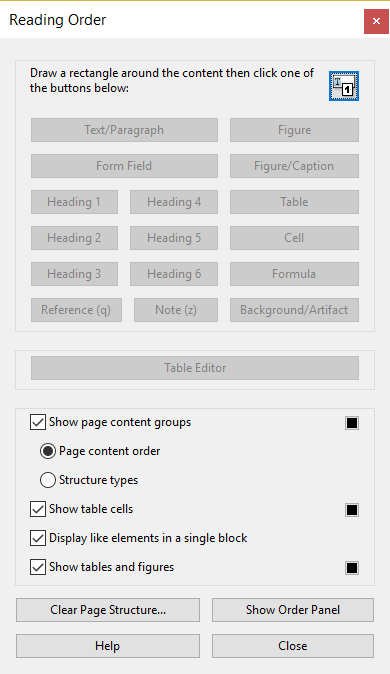 Reading Order
Draw a rectangle around the content then click one of
the buttons below:
Text/Paragraph
Figure
Form Field
Figure/Caption
Heading 1
Heading 4
Table
Heading 2
Heading 5
Cell
Heading 3
Heading 6
Formula
Reference (q)
Note (z)
Background/Artifact
Table Editor
Show page content groups
Page content order
Structure types
Show table cells
Display like elements in a single block
Show tables and figures
Clear Page Structure...
Show Order Panel
Help
Close